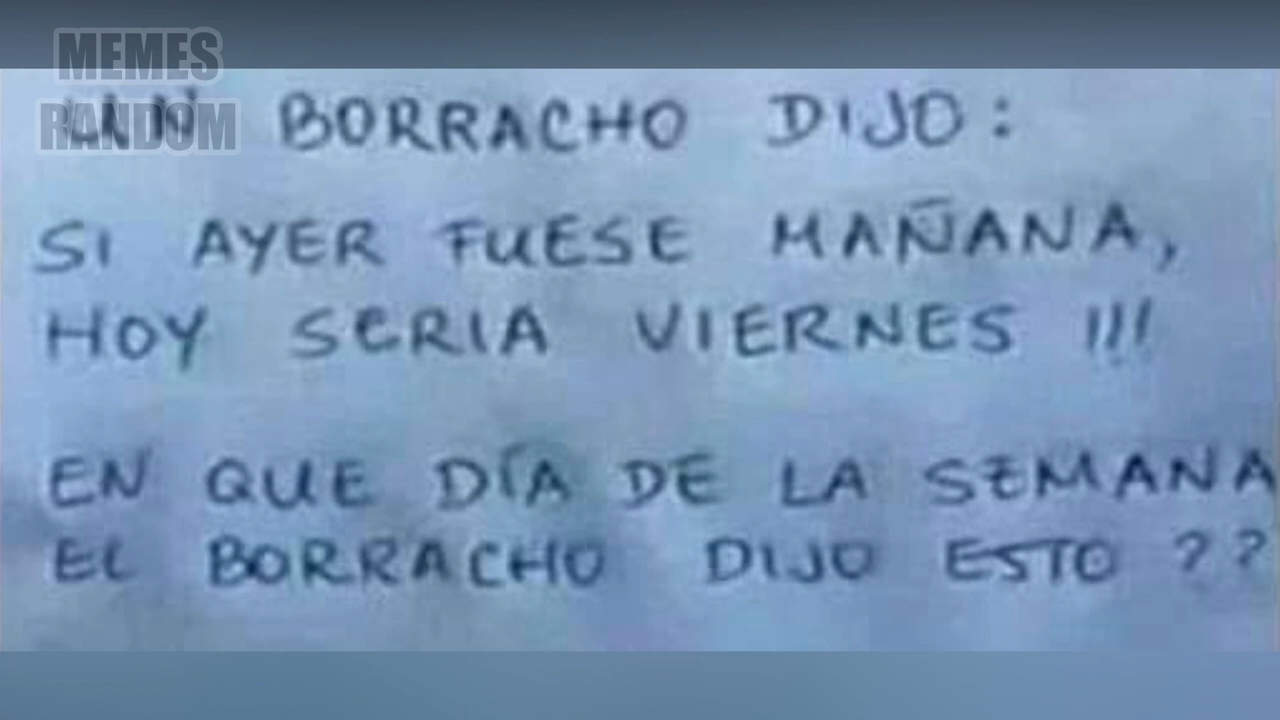 MEMES
RANDOM
BORRACHO DIJO:
SI AYER FUESE MAÑANA,
HOY SERIA VIERNES !!!
EN QUE DÍA DE LA SEMANA
EL BORRACHO DIJO ESTO ??